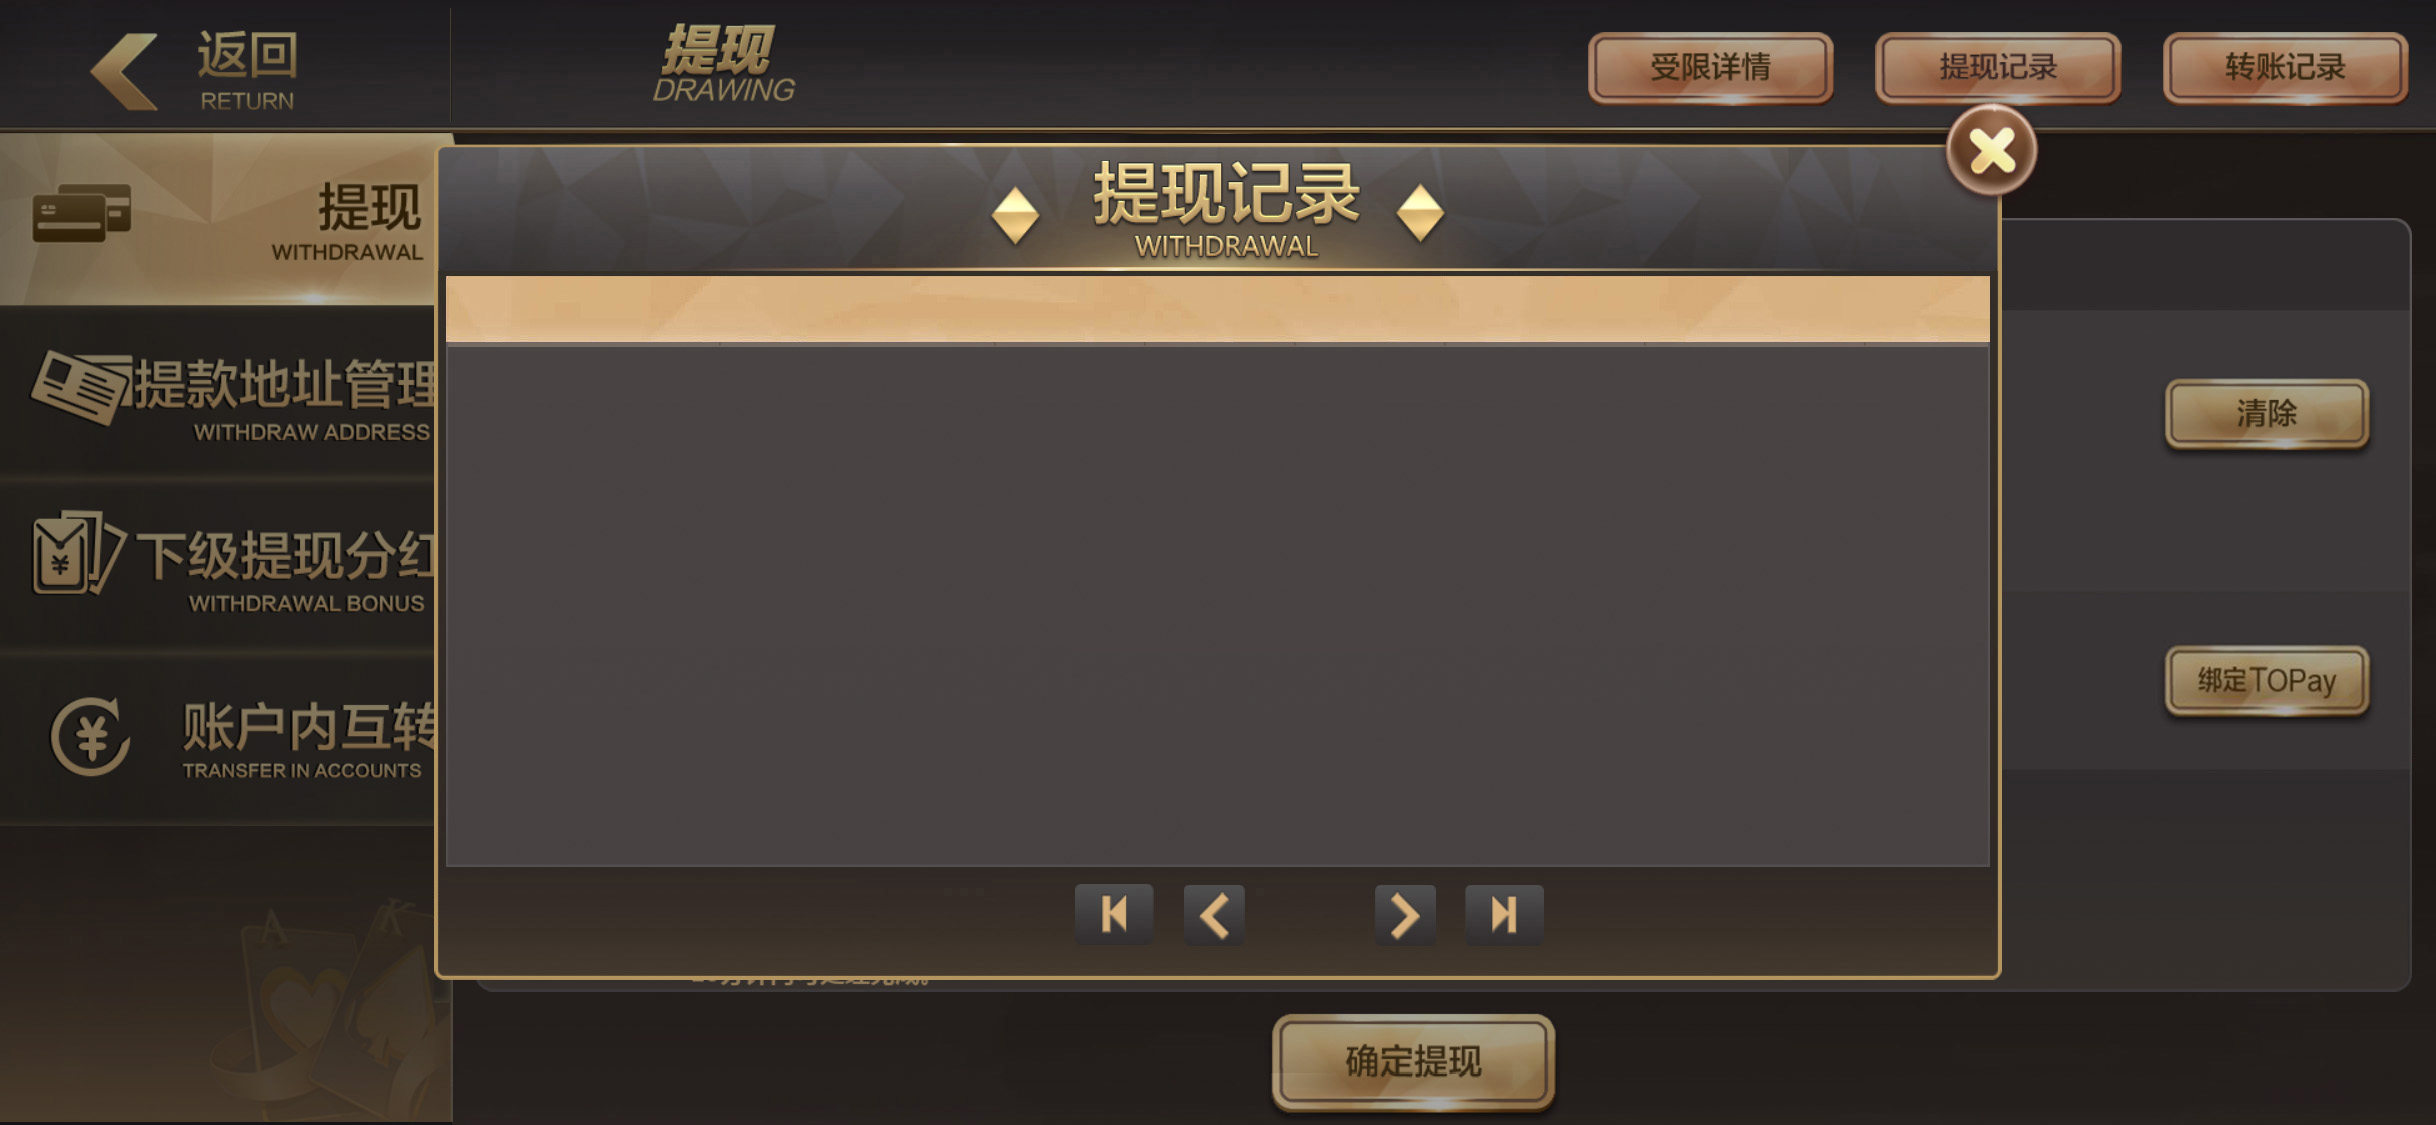 返回
RETURN
提现
DRAWING
受限详情
提现记录
转账记录
提现
WITHDRAWAL
提现记录
WITHDRAWAL
提款地址管理
WITHDRAW ADDRESS
清除
下级提现分红
WITHDRAWAL BONUS
绑定TOPay
账户内互转
TRANSFER IN ACCOUNTS
A
K
确定提现